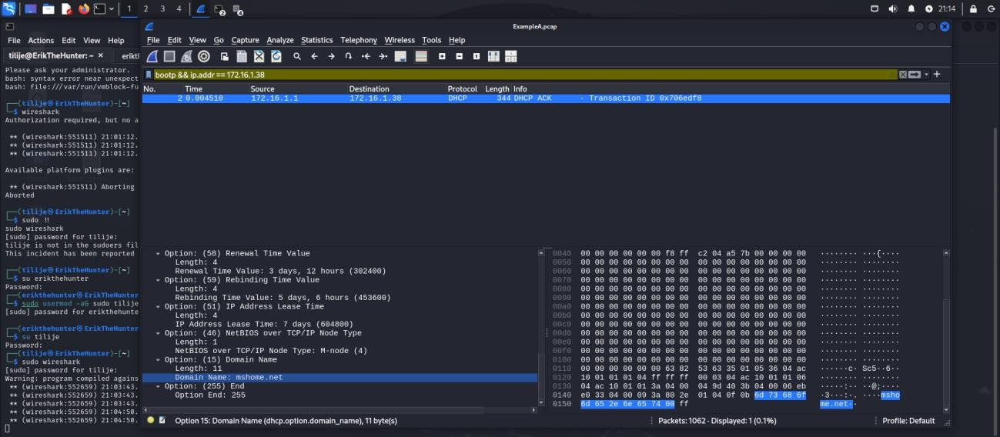 1 2 3 4 2 4 21:14
ExampleA.pcap
File Actions Edit View Help
tilije@ErikTheHunter: ~ × erikt
Please ask your administrator.
bash: syntax error near unexpect
bash: file:///var/run/vmblock-fu
┌──(tilije㉿ErikTheHunter)-[~]
└─$ wireshark
Authorization required, but no a
** (wireshark:551511) 21:01:12.
** (wireshark:551511) 21:01:12.
** (wireshark:551511) 21:01:12.
Available platform plugins are:
** (wireshark:551511) Aborting
Aborted
┌──(tilije㉿ErikTheHunter)-[~]
└─$ sudo !!
sudo wireshark
[sudo] password for tilije:
tilije is not in the sudoers fil
This incident has been reported
┌──(tilije㉿ErikTheHunter)-[~]
└─$ su erikthehunter
Password:
┌──(erikthehunter㉿ErikTheHunter
└─$ sudo usermod -aG sudo tilije
[sudo] password for erikthehunte
┌──(erikthehunter㉿ErikTheHunter
└─$ su tilije
Password:
┌──(tilije㉿ErikTheHunter)-[~]
└─$ sudo wireshark
[sudo] password for tilije:
Warning: program compiled agains
** (wireshark:552659) 21:03:43.
** (wireshark:552659) 21:03:43.
** (wireshark:552659) 21:03:43.
** (wireshark:552659) 21:04:50.
** (wireshark:552659) 21:04:50.
File Edit View Go Capture Analyze Statistics Telephony Wireless Tools Help
bootp && ip.addr == 172.16.1.38
No. Time Source Destination Protocol Length Info
2 0.004510 172.16.1.1 172.16.1.38 DHCP 344 DHCP ACK - Transaction ID 0x706edf8
Option: (58) Renewal Time Value
Length: 4
Renewal Time Value: 3 days, 12 hours (302400)
Option: (59) Rebinding Time Value
Length: 4
Rebinding Time Value: 5 days, 6 hours (453600)
Option: (51) IP Address Lease Time
Length: 4
IP Address Lease Time: 7 days (604800)
Option: (46) NetBIOS over TCP/IP Node Type
Length: 1
NetBIOS over TCP/IP Node Type: M-node (4)
Option: (15) Domain Name
Length: 11
Domain Name: mshome.net
Option: (255) End
Option End: 255
0040 00 00 00 00 00 00 f8 ff c2 04 a5 7b 00 00 00 00 ········ ···{····
0050 00 00 00 00 00 00 00 00 00 00 00 00 00 00 00 00 ········ ········
0060 00 00 00 00 00 00 00 00 00 00 00 00 00 00 00 00 ········ ········
0070 00 00 00 00 00 00 00 00 00 00 00 00 00 00 00 00 ········ ········
0080 00 00 00 00 00 00 00 00 00 00 00 00 00 00 00 00 ········ ········
0090 00 00 00 00 00 00 00 00 00 00 00 00 00 00 00 00 ········ ········
00a0 00 00 00 00 00 00 00 00 00 00 00 00 00 00 00 00 ········ ········
00b0 00 00 00 00 00 00 00 00 00 00 00 00 00 00 00 00 ········ ········
00c0 00 00 00 00 00 00 00 00 00 00 00 00 00 00 00 00 ········ ········
00d0 00 00 00 00 00 00 00 00 00 00 00 00 00 00 00 00 ········ ········
00e0 00 00 00 00 00 00 00 00 00 00 00 00 00 00 00 00 ········ ········
00f0 00 00 00 00 00 00 00 00 00 00 00 00 00 00 00 00 ········ ········
0100 00 00 00 00 00 00 00 00 00 00 00 00 00 00 00 00 ········ ········
0110 00 00 00 00 00 00 63 82 53 63 35 01 05 36 04 ac ······c· Sc5··6··
0120 10 01 01 01 04 ff ff ff 00 03 04 ac 10 01 01 06 ········ ········
0130 04 ac 10 01 01 3a 04 00 04 9d 40 3b 04 00 06 eb ·····:·· ··@;····
0140 e0 33 04 00 09 3a 80 2e 01 04 0f 0b 6d 73 68 6f ·3···:·. ····msho
0150 6d 65 2e 6e 65 74 00 ff me.net··
Option 15: Domain Name (dhcp.option.domain_name), 11 byte(s) Packets: 1062 · Displayed: 1 (0.1%) Profile: Default